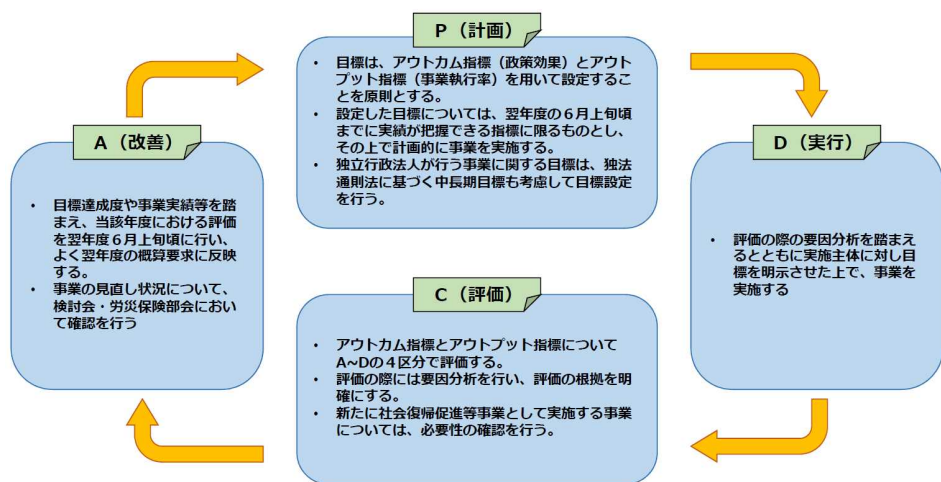 P(計画)
• 目標は、アウトカム指標(政策効果)とアウト
プット指標(事業執行率)を用いて設定するこ
とを原則とする。
• 設定した目標については、翌年度の6月上旬頃
までに実績が把握できる指標に限るものとし、
その上で計画的に事業を実施する。
• 独立行政法人が行う事業に関する目標は、独法
通則法に基づく中長期目標も考慮して目標設定
を行う。
D(実行)
• 評価の際の要因分析を踏まえ
るとともに実施主体に対し目
標を明示させた上で、事業を
実施する
C(評価)
• アウトカム指標とアウトプット指標について
A~Dの4区分で評価する。
• 評価の際には要因分析を行い、評価の根拠を明
確にする。
• 新たに社会復帰促進等事業として実施する事業
については、必要性の確認を行う。
A(改善)
• 目標達成度や事業実績等を踏
まえ、当該年度における評価
を翌年度6月上旬頃に行い、
よく翌年度の概算要求に反映
する。
• 事業の見直し状況について、
検討会・労災保険部会におい
て確認を行う